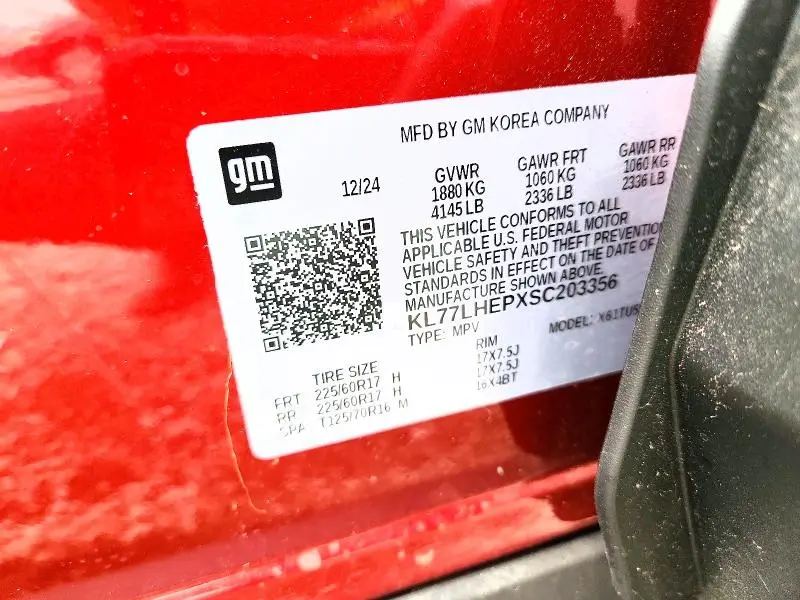 MFD BY GM KOREA COMPANY
gm
12/24
GVWR GAWR FRT GAWR RR
1880 KG 1060 KG 1060 KG
4145 LB 2336 LB 2336 LB
THIS VEHICLE CONFORMS TO ALL
APPLICABLE U.S. FEDERAL MOTOR
VEHICLE SAFETY AND THEFT PREVENTIO
STANDARDS IN EFFECT ON THE DATE OF
MANUFACTURE SHOWN ABOVE.
KL77LHEPXSC203356
TYPE: MPV MODEL: X61TU5
TIRE SIZE RIM
FRT 225/60R17 H 17X7.5J
RR 225/60R17 H 17X7.5J
SPA T125/70R16 M 16X4BT